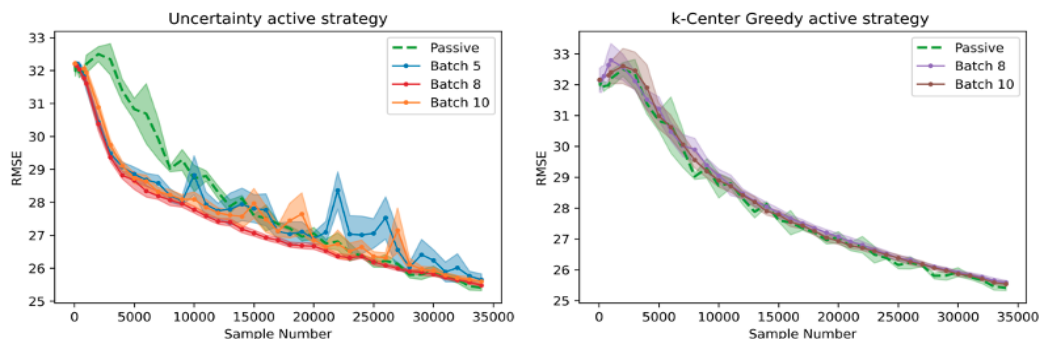 Uncertainty active strategy
RMSE
33
32
31
30
29
28
27
26
25
Passive
Batch 5
Batch 8
Batch 10
0 5000 10000 15000 20000 25000 30000 35000
Sample Number
k-Center Greedy active strategy
RMSE
33
32
31
30
29
28
27
26
25
Passive
Batch 8
Batch 10
0 5000 10000 15000 20000 25000 30000 35000
Sample Number